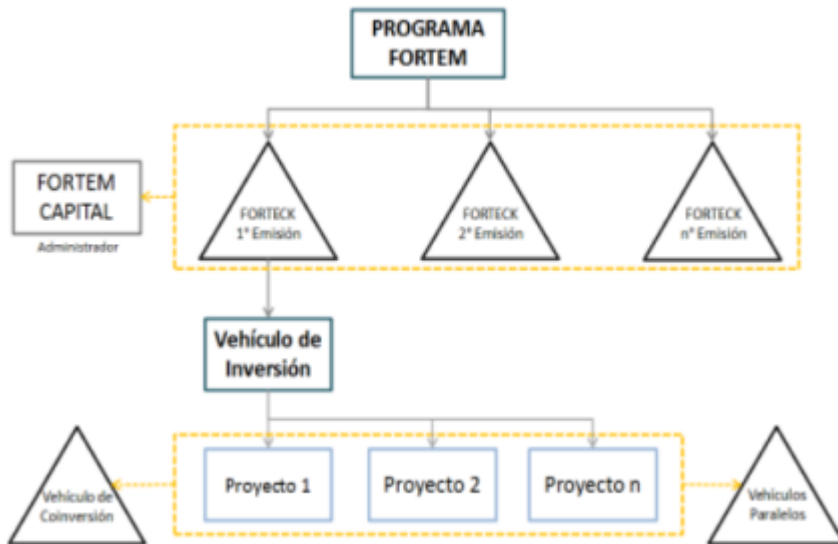 PROGRAMA
FORTEM
FORTEM
CAPITAL
Administrador
FORTECK
1° Emisión
FORTECK
2° Emisión
FORTECK
n° Emisión
Vehículo de
Inversión
Vehículo de
Coinversión
Proyecto 1
Proyecto 2
Proyecto n
Vehículos
Paralelos